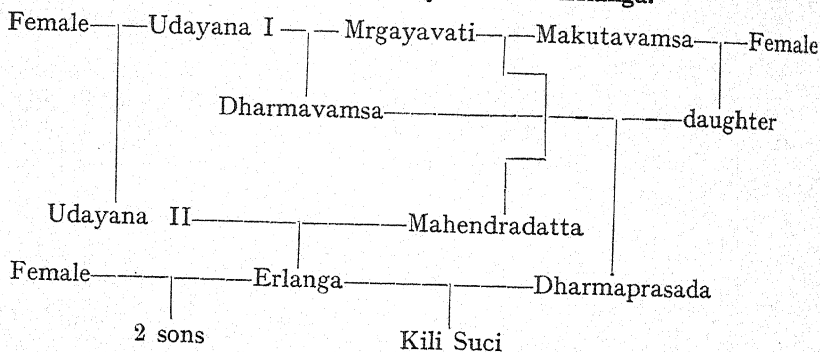 Female Udayana I Mrgayavati Makutavamsa Female
Dharmavamsa daughter
Udayana II Mahendradatta
Female Erlanga Dharmaprasada
2 sons Kili Suci